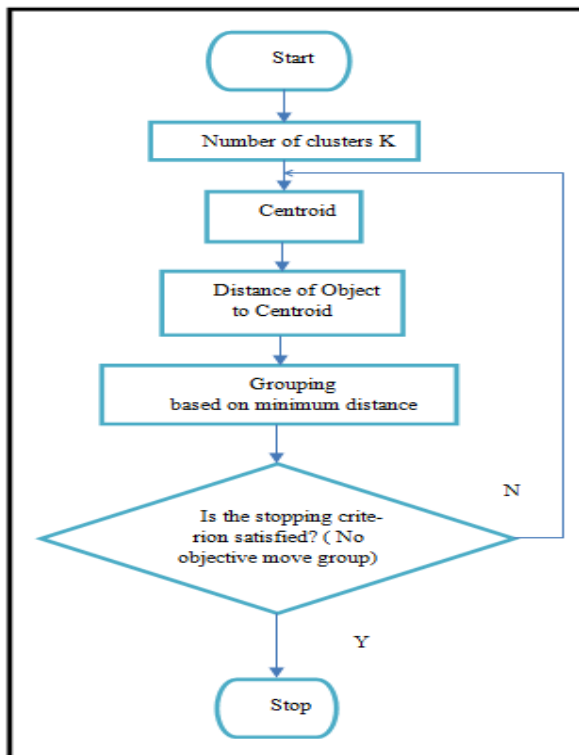 Start
Number of clusters K
Centroid
Distance of Object
to Centroid
Grouping
based on minimum distance
N
Is the stopping crite-
rion satisfied? ( No
objective move group)
Y
Stop